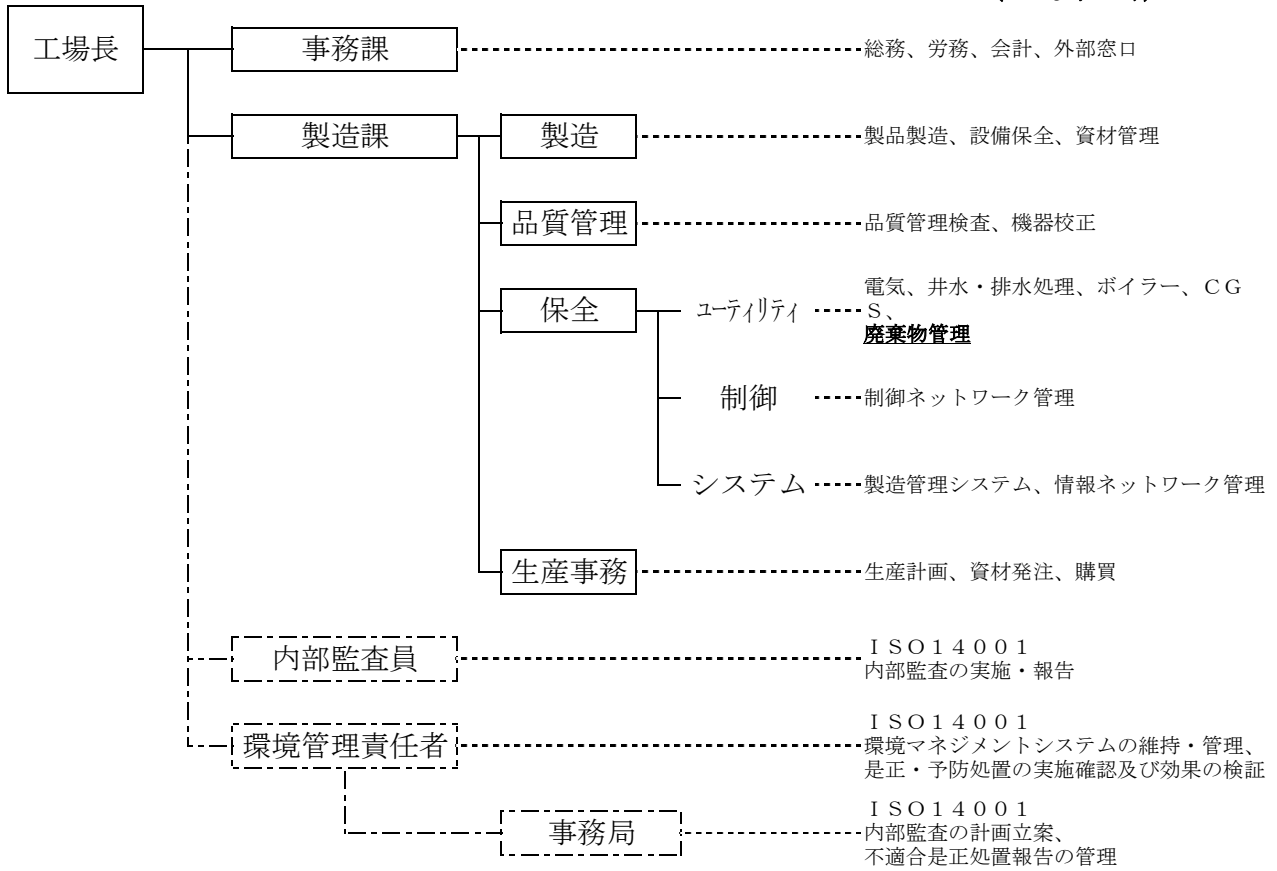 工場長
事務課
総務、労務、会計、外部窓口
製造課
製造
製品製造、設備保全、資材管理
品質管理
品質管理検査、機器校正
保全
ユーティリティ
電気、井水・排水処理、ボイラー、ＣＧ
Ｓ、
廃棄物管理
制御
制御ネットワーク管理
システム
製造管理システム、情報ネットワーク管理
生産事務
生産計画、資材発注、購買
内部監査員
ＩＳＯ１４００１
内部監査の実施・報告
環境管理責任者
ＩＳＯ１４００１
環境マネジメントシステムの維持・管理、
是正・予防処置の実施確認及び効果の検証
事務局
ＩＳＯ１４００１
内部監査の計画立案、
不適合是正処置報告の管理